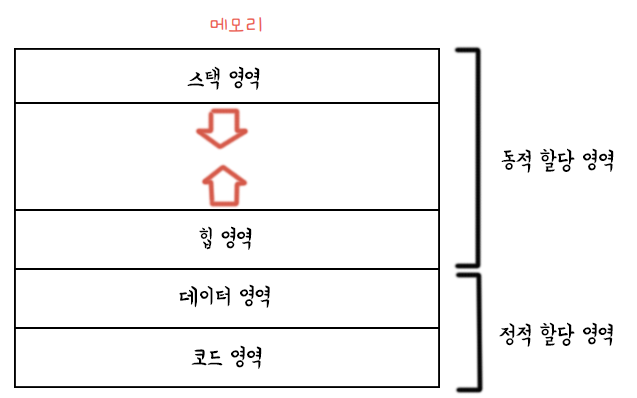 메모리
스택 영역
동적 할당 영역
힙 영역
데이터 영역
정적 할당 영역
코드 영역